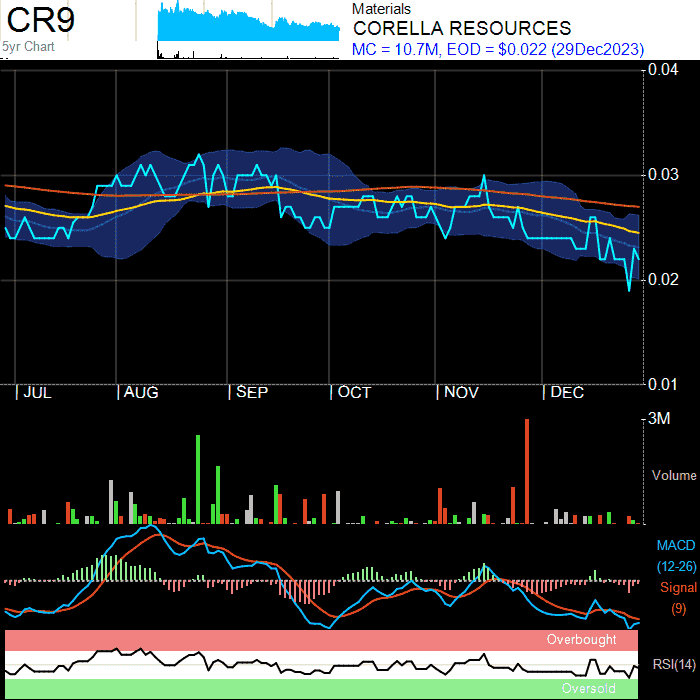 CR9
5yr Chart
Materials
CORELLA RESOURCES
MC = 10.7M, EOD = $0.022 (29Dec2023)
0.04
0.03
0.02
0.01
JUL AUG SEP OCT NOV DEC
3M
Volume
MACD
(12-26)
Signal
(9)
Overbought
RSI(14)
Oversold